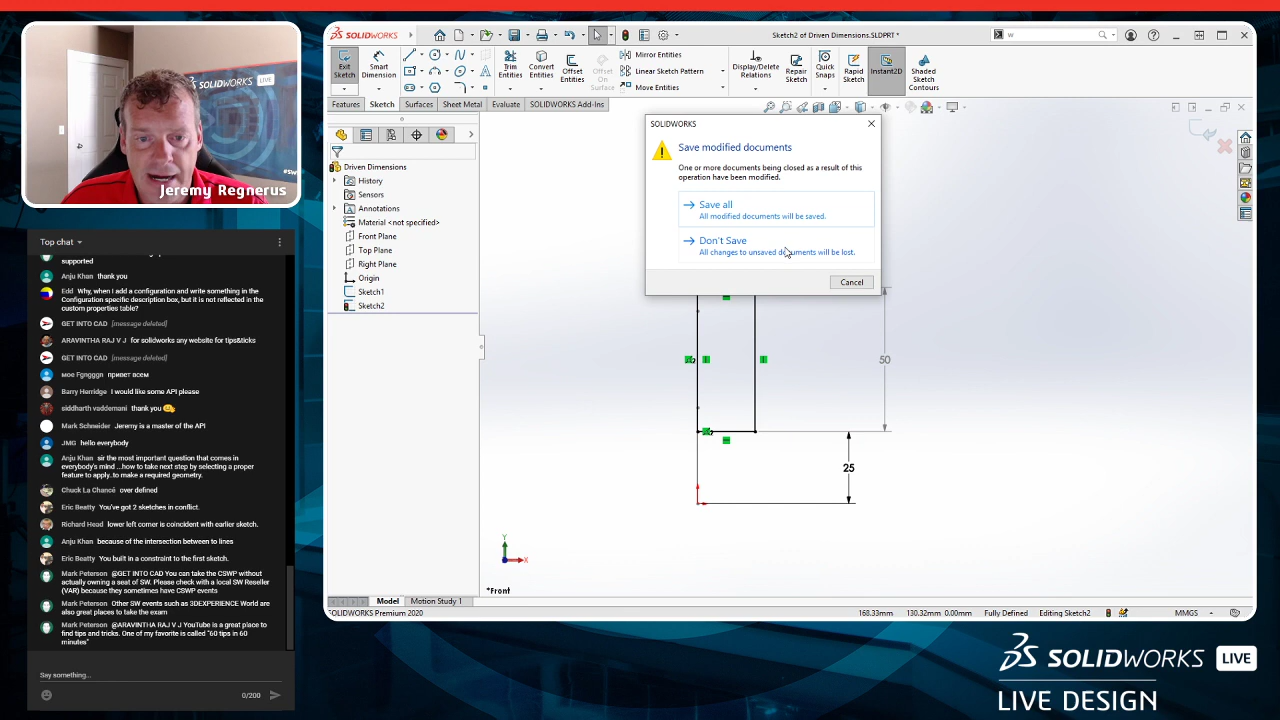 SOLIDWORKS LIVE
Jeremy Regnerus
Top chat
supported
Anju Khan thank you
Edd Why, when I add a configuration and write something in the
Configuration specific description box, but it is not reflected in the
custom properties table?
GET INTO CAD [message deleted]
ARAVINTHA RAJ V J for solidworks any website for tips&ticks
GET INTO CAD [message deleted]
мое Fgngggn привет всем
Barry Herridge I would like some API please
siddharth vaddemani thank you
Mark Schneider Jeremy is a master of the API
JMG hello everybody
Anju Khan sir the most important question that comes in
everybody's mind ...how to take next step by selecting a proper
feature to apply..to make a required geometry.
Chuck La Chancé over defined
Eric Beatty You've got 2 sketches in conflict.
Richard Head lower left corner is coincident with earlier sketch.
Anju Khan because of the intersection between to lines
Eric Beatty You built in a constraint to the first sketch.
Mark Peterson @GET INTO CAD You can take the CSWP without
actually owning a seat of SW. Please check with a local SW Reseller
(VAR) because they sometimes have CSWP events
Mark Peterson Other SW events such as 3DEXPERIENCE World are
also great places to take the exam
Mark Peterson @ARAVINTHA RAJ V J YouTube is a great place to
find tips and tricks. One of my favorite is called "60 tips in 60
minutes"
Say something...
0/200
SOLIDWORKS
Sketch2 of Driven Dimensions.SLDPRT *
w
Exit Sketch
Smart Dimension
Trim Entities
Convert Entities
Offset Entities
Offset On Surface
Mirror Entities
Linear Sketch Pattern
Move Entities
Display/Delete Relations
Repair Sketch
Quick Snaps
Rapid Sketch
Instant2D
Shaded Sketch Contours
Features Sketch Surfaces Sheet Metal Evaluate SOLIDWORKS Add-Ins
Driven Dimensions
History
Sensors
Annotations
Material <not specified>
Front Plane
Top Plane
Right Plane
Origin
Sketch1
Sketch2
SOLIDWORKS
Save modified documents
One or more documents being closed as a result of this
operation have been modified.
Save all
All modified documents will be saved.
Don't Save
All changes to unsaved documents will be lost.
Cancel
50
25
Y
X
*Front
Model Motion Study 1
SOLIDWORKS Premium 2020
168.33mm 130.32mm 0.00mm Fully Defined Editing Sketch2 MMGS
SOLIDWORKS LIVE
LIVE DESIGN